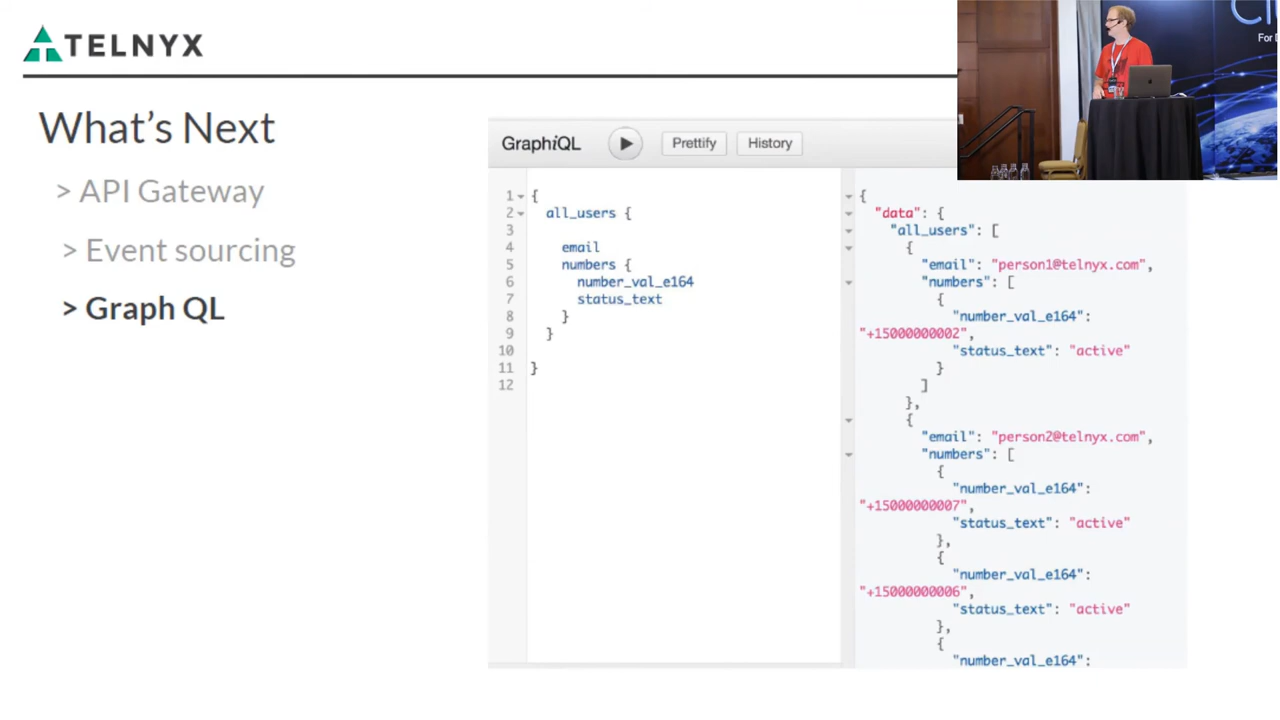 TELNYX
What's Next
> API Gateway
> Event sourcing
> Graph QL
GraphiQL
Prettify
History
1 {
2 all_users {
3
4 email
5 numbers {
6 number_val_e164
7 status_text
8 }
9 }
10
11 }
12
{
"data": {
"all_users": [
{
"email": "person1@telnyx.com",
"numbers": [
{
"number_val_e164":
"+15000000002",
"status_text": "active"
}
]
},
{
"email": "person2@telnyx.com",
"numbers": [
{
"number_val_e164":
"+15000000007",
"status_text": "active"
},
{
"number_val_e164":
"+15000000006",
"status_text": "active"
},
{
"number_val_e164":
For